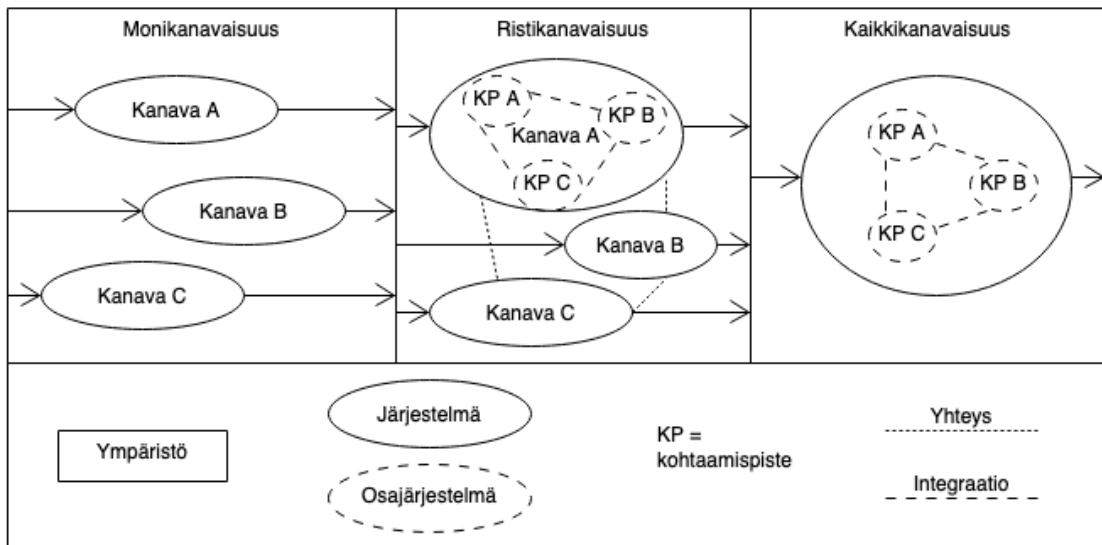 Monikanavaisuus
Kanava A
Kanava B
Kanava C
Ristikanavaisuus
KP A
KP B
Kanava A
KP C
Kanava B
Kanava C
Kaikkikanavaisuus
KP A
KP B
KP C
Ympäristö
Järjestelmä
Osajärjestelmä
KP =
kohtaamispiste
Yhteys
Integraatio